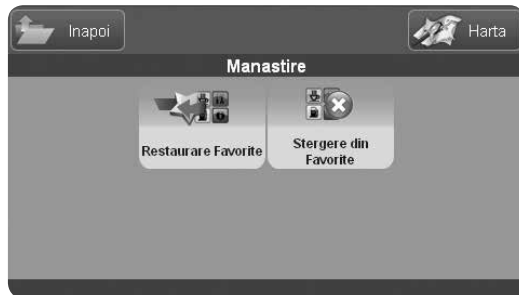 Inapoi
Harta
Manastire
Restaurare Favorite
Stergere din
Favorite